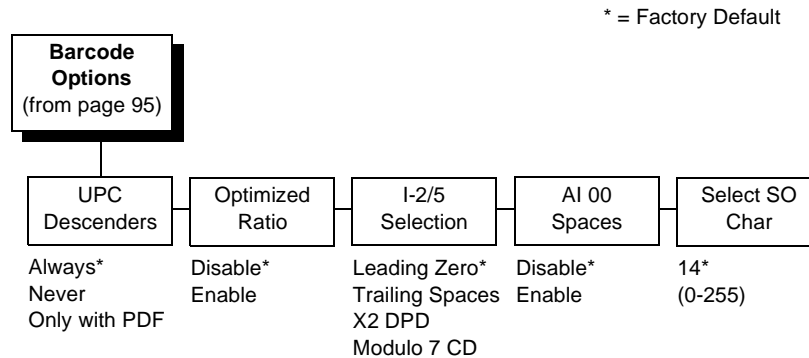 * = Factory Default
Barcode
Options
(from page 95)
UPC
Descenders
Optimized
Ratio
I-2/5
Selection
AI 00
Spaces
Select SO
Char
Always*
Never
Only with PDF
Disable*
Enable
Leading Zero*
Trailing Spaces
X2 DPD
Modulo 7 CD
Disable*
Enable
14*
(0-255)